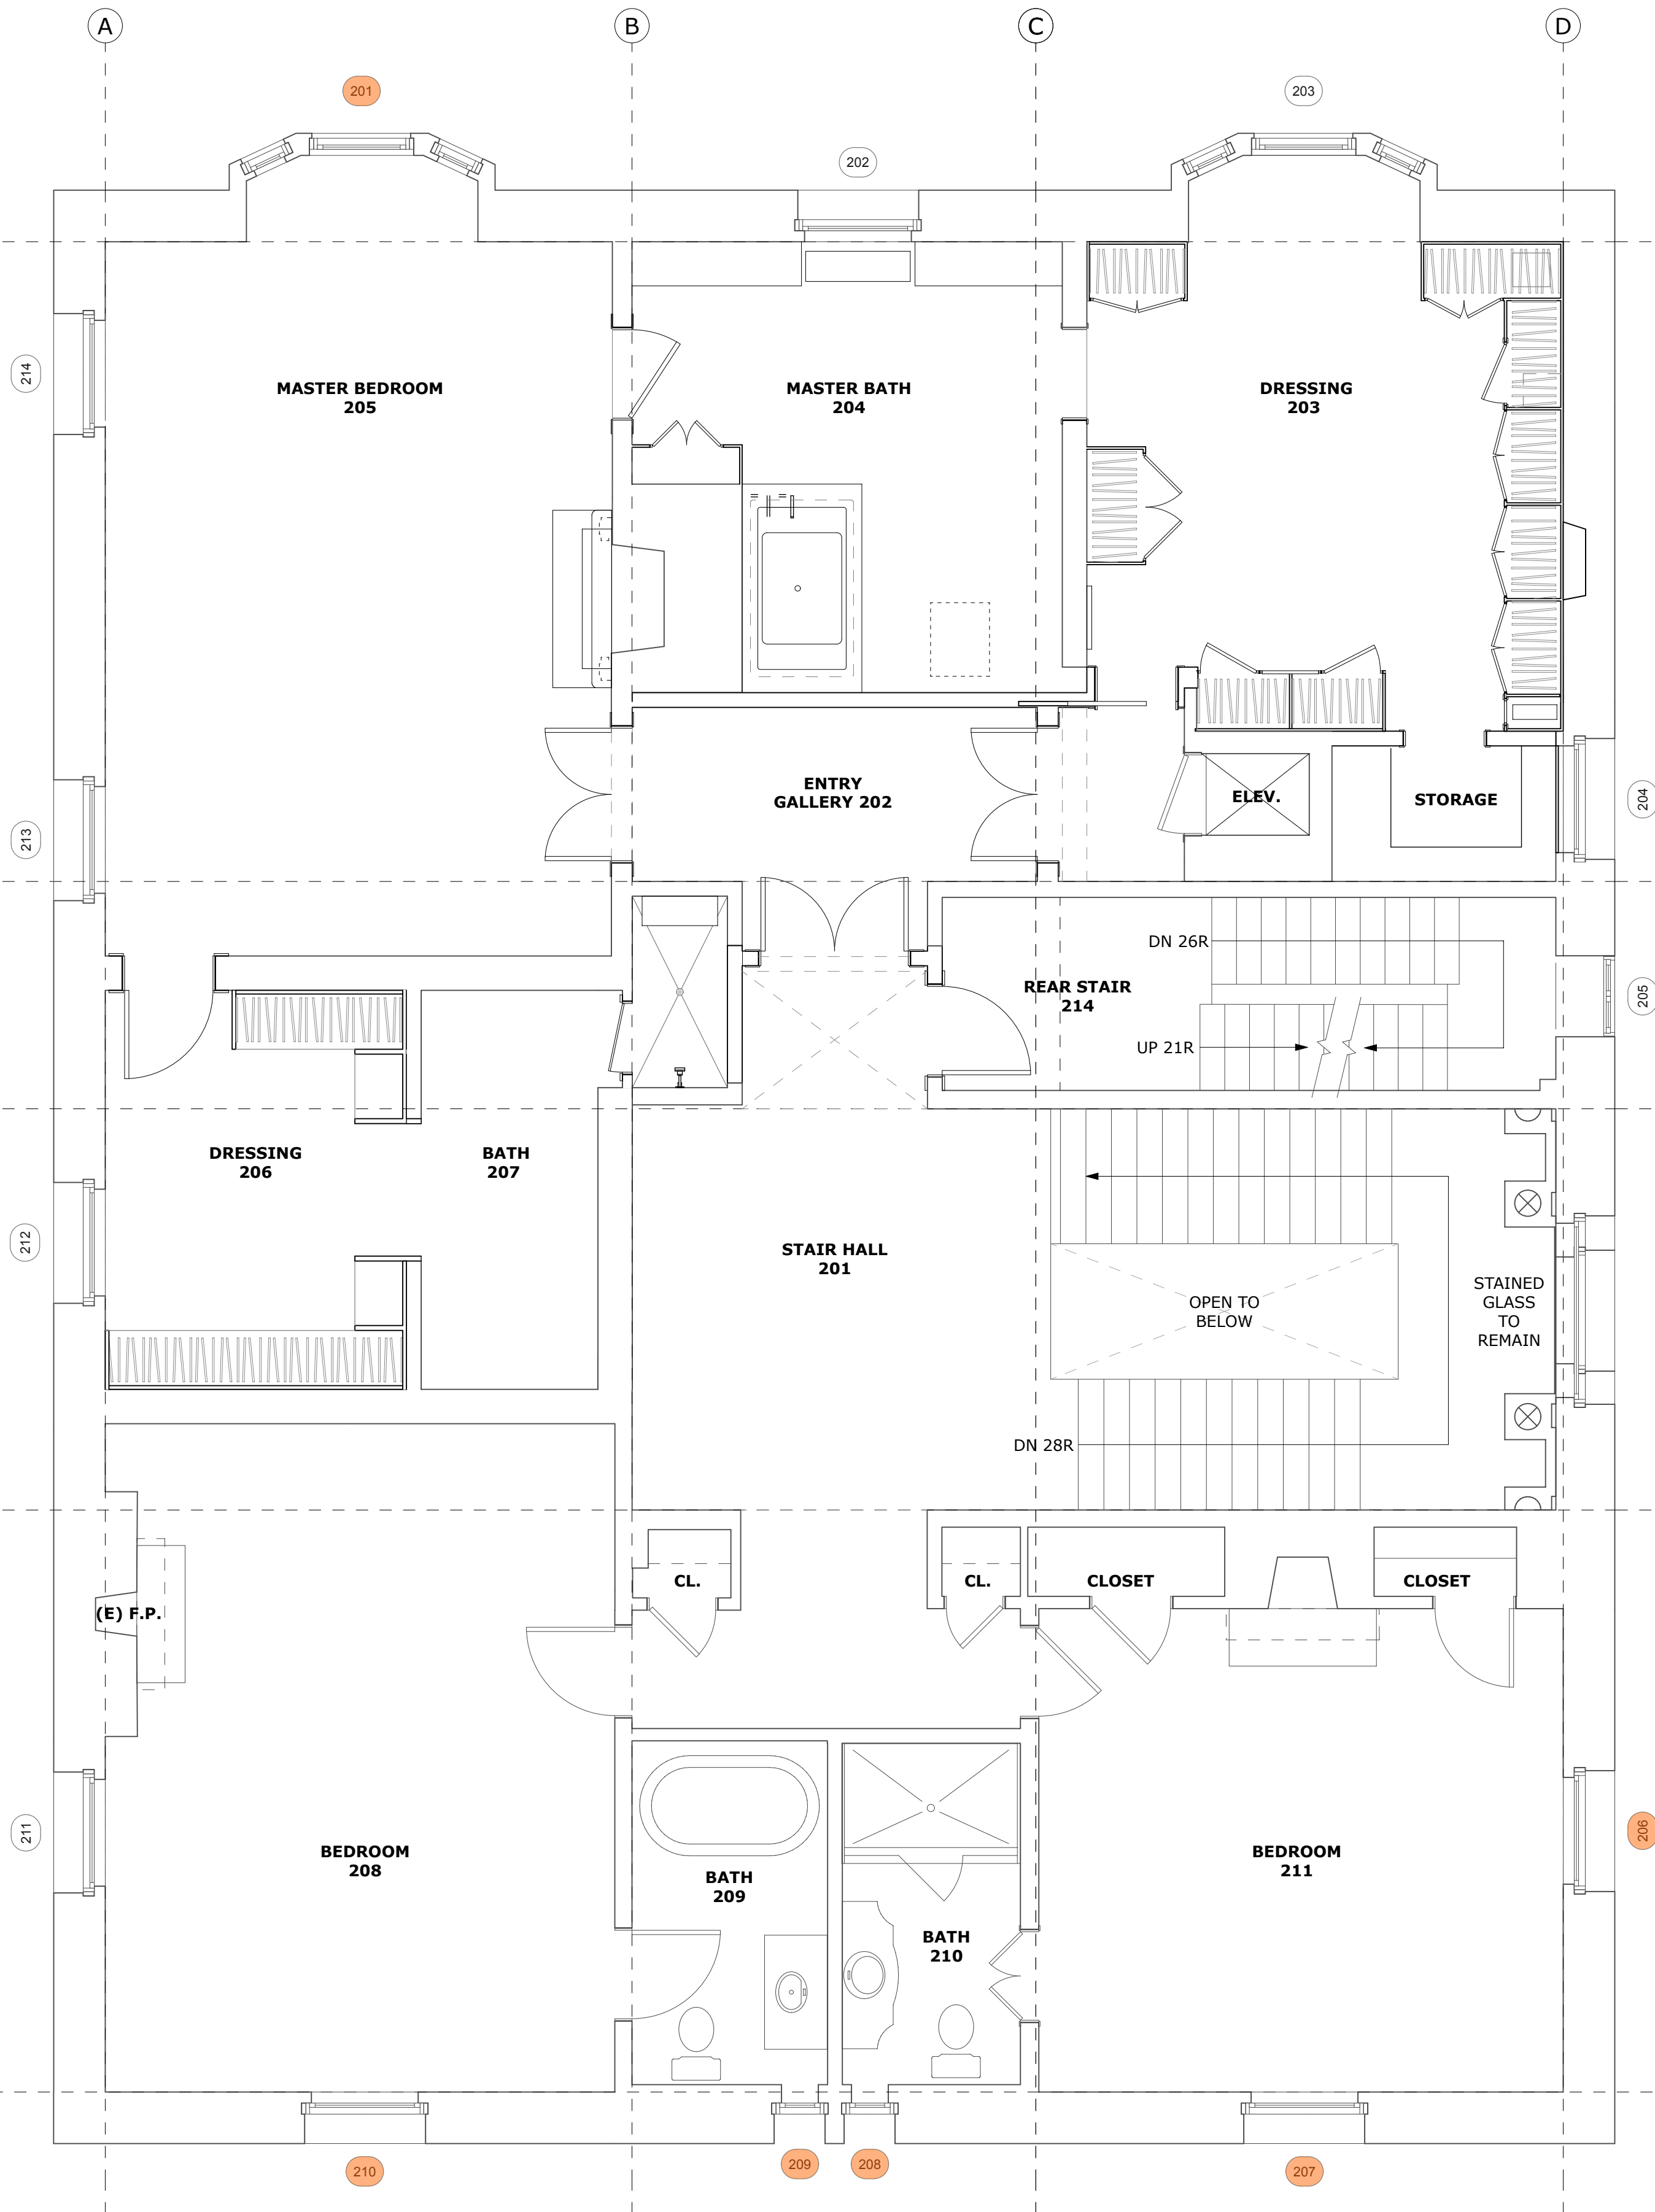 A
B
C
D
201
203
202
214
MASTER BEDROOM
205
MASTER BATH
204
DRESSING
203
213
ENTRY
GALLERY 202
ELEV.
STORAGE
204
DN 26R
REAR STAIR
214
205
UP 21R
DRESSING
206
BATH
207
212
STAIR HALL
201
OPEN TO
BELOW
STAINED
GLASS
TO
REMAIN
DN 28R
CL.
CL.
CLOSET
CLOSET
(E) F.P.
211
BEDROOM
208
BATH
209
BATH
210
BEDROOM
211
206
210
209
208
207